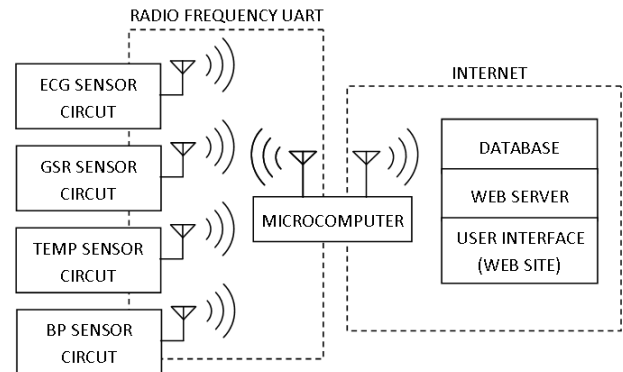 RADIO FREQUENCY UART
ECG SENSOR
CIRCUT
GSR SENSOR
CIRCUT
TEMP SENSOR
CIRCUT
BP SENSOR
CIRCUT
MICROCOMPUTER
INTERNET
DATABASE
WEB SERVER
USER INTERFACE
(WEB SITE)